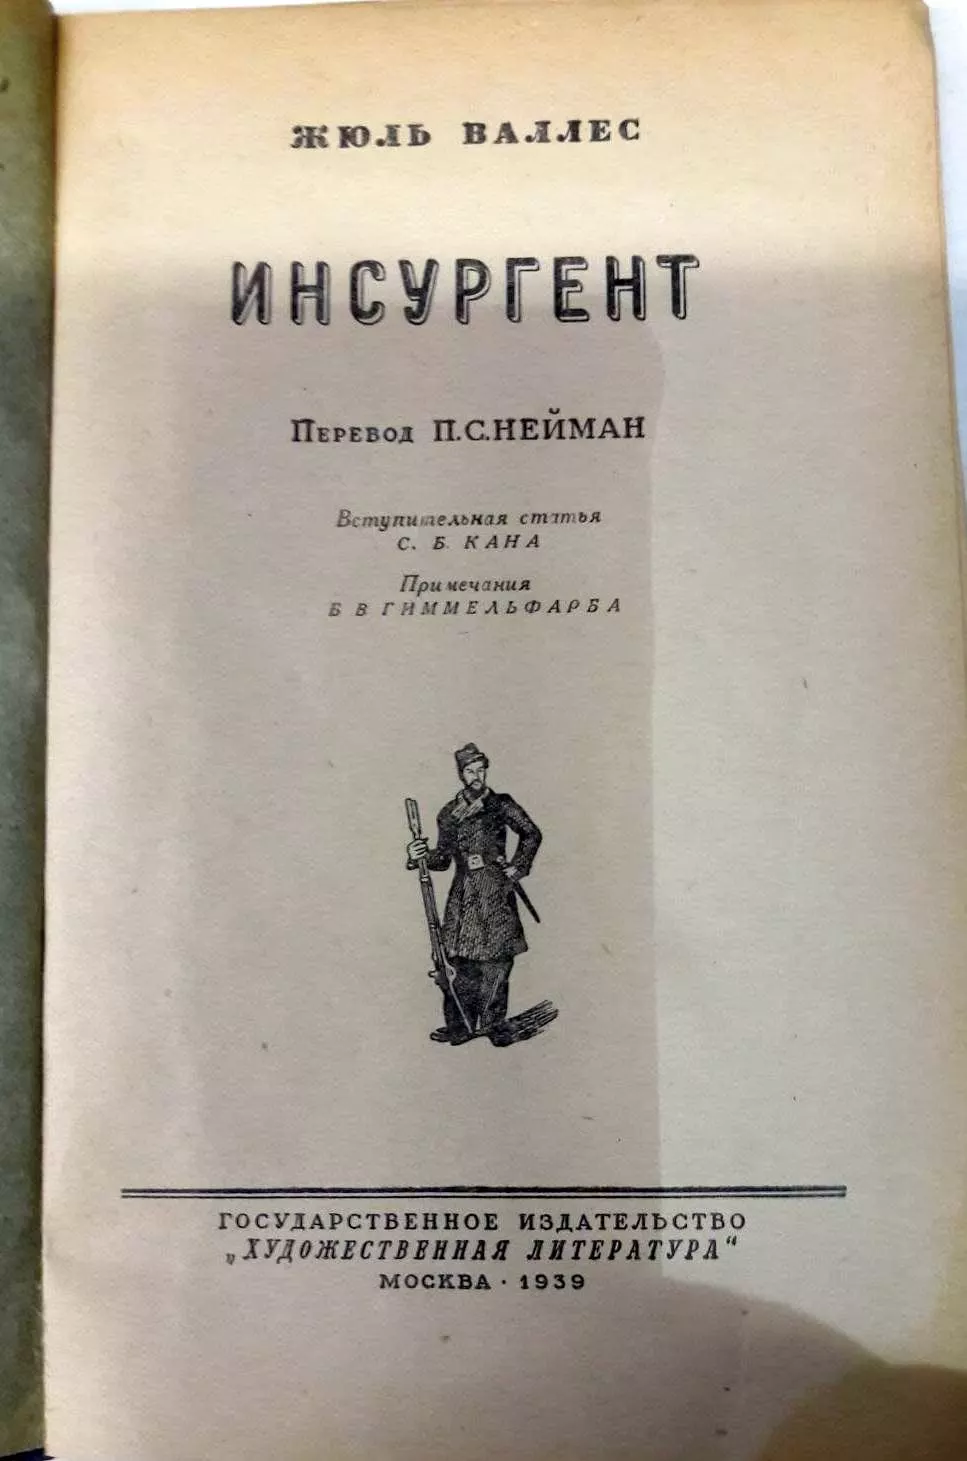 ЖЮЛЬ ВАЛЛЕС
ИНСУРГЕНТ
Перевод П.С.НЕЙМАН
Вступительная статья
С. Б. КАНА
Примечания
Б В ГИММЕЛЬФАРБА
ГОСУДАРСТВЕННОЕ ИЗДАТЕЛЬСТВО
„ХУДОЖЕСТВЕННАЯ ЛИТЕРАТУРА“
МОСКВА · 1939